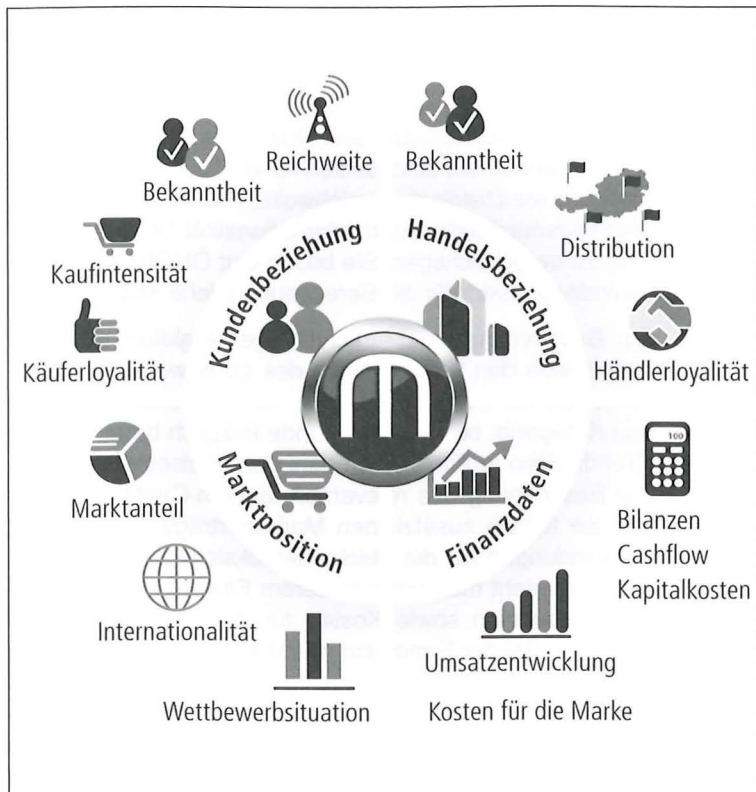 Reichweite
Bekanntheit
Bekanntheit
Distribution
Kaufintensität
Käuferloyalität
Händlerloyalität
Marktanteil
100
Bilanzen
Cashflow
Kapitalkosten
Internationalität
Umsatzentwicklung
Wettbewerbsituation
Kosten für die Marke
Kundenbeziehung
Handelsbeziehung
Marktposition
Finanzdaten
m